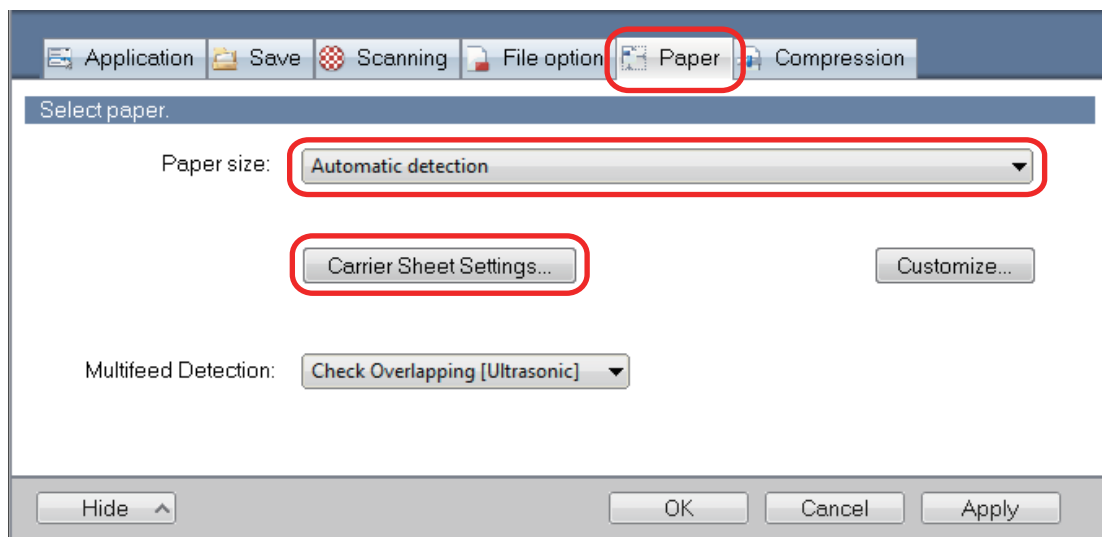 Application Save Scanning File option Paper Compression
Select paper.
Paper size: Automatic detection
Carrier Sheet Settings... Customize...
Multifeed Detection: Check Overlapping [Ultrasonic]
Hide OK Cancel Apply